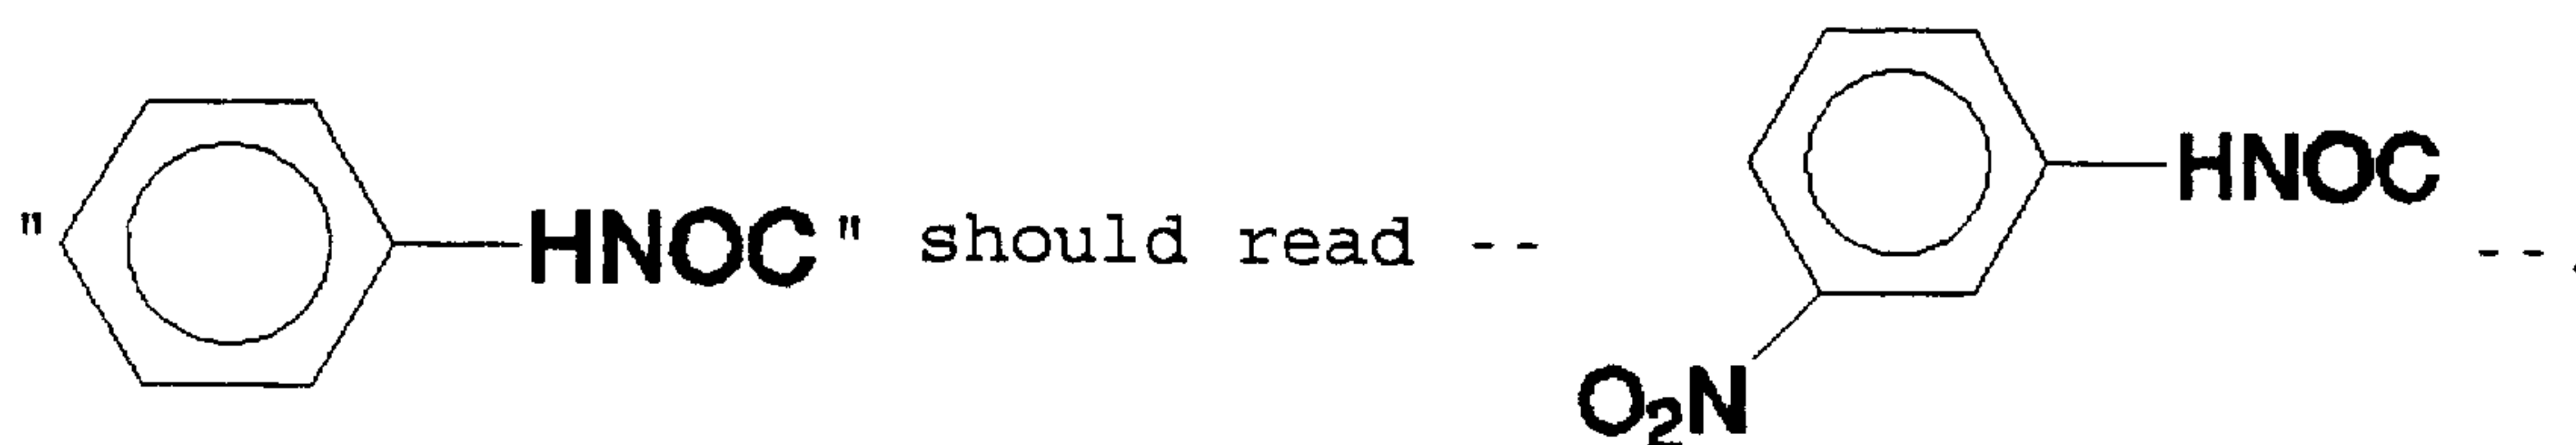 " HNOC" should read -- HNOC --.
O₂N